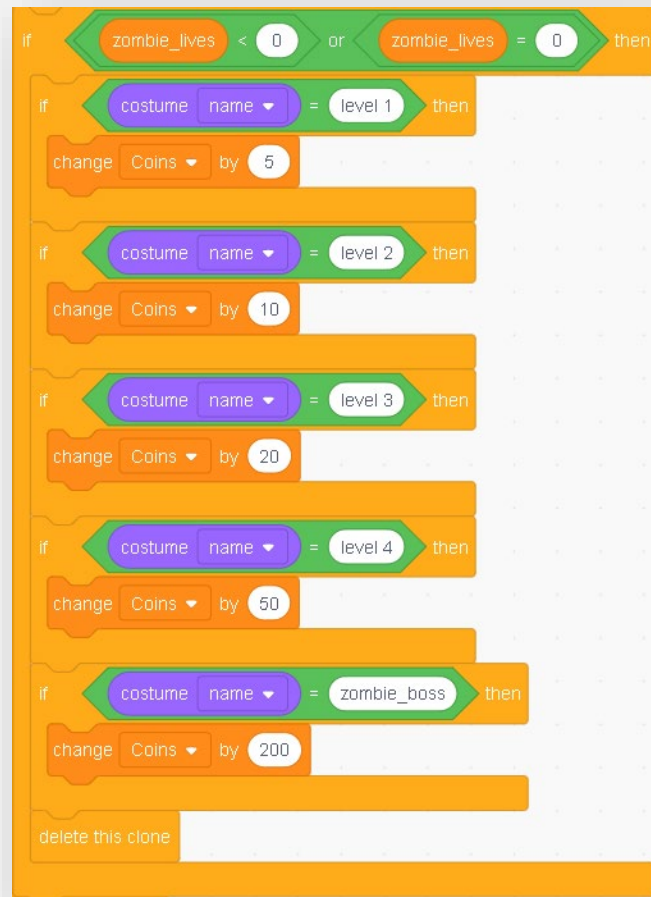 if zombie_lives < 0 or zombie_lives = 0 then
if costume name = level 1 then
change Coins by 5
if costume name = level 2 then
change Coins by 10
if costume name = level 3 then
change Coins by 20
if costume name = level 4 then
change Coins by 50
if costume name = zombie_boss then
change Coins by 200
delete this clone